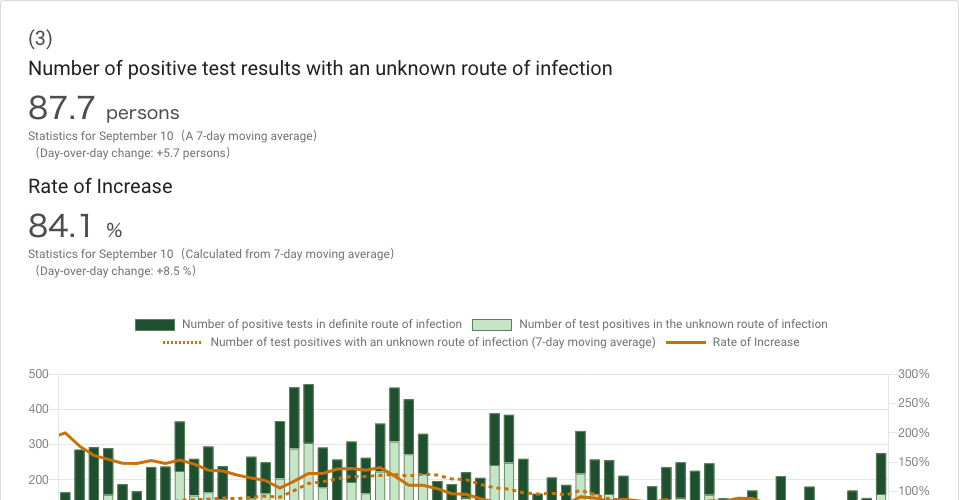 (3)
Number of positive test results with an unknown route of infection
87.7 persons
Statistics for September 10（A 7-day moving average）
（Day-over-day change: +5.7 persons）
Rate of Increase
84.1 %
Statistics for September 10（Calculated from 7-day moving average）
（Day-over-day change: +8.5 %）
Number of positive tests in definite route of infection Number of test positives in the unknown route of infection
Number of test positives with an unknown route of infection (7-day moving average) Rate of Increase
500 300%
250%
400
200%
300
150%
200
100%